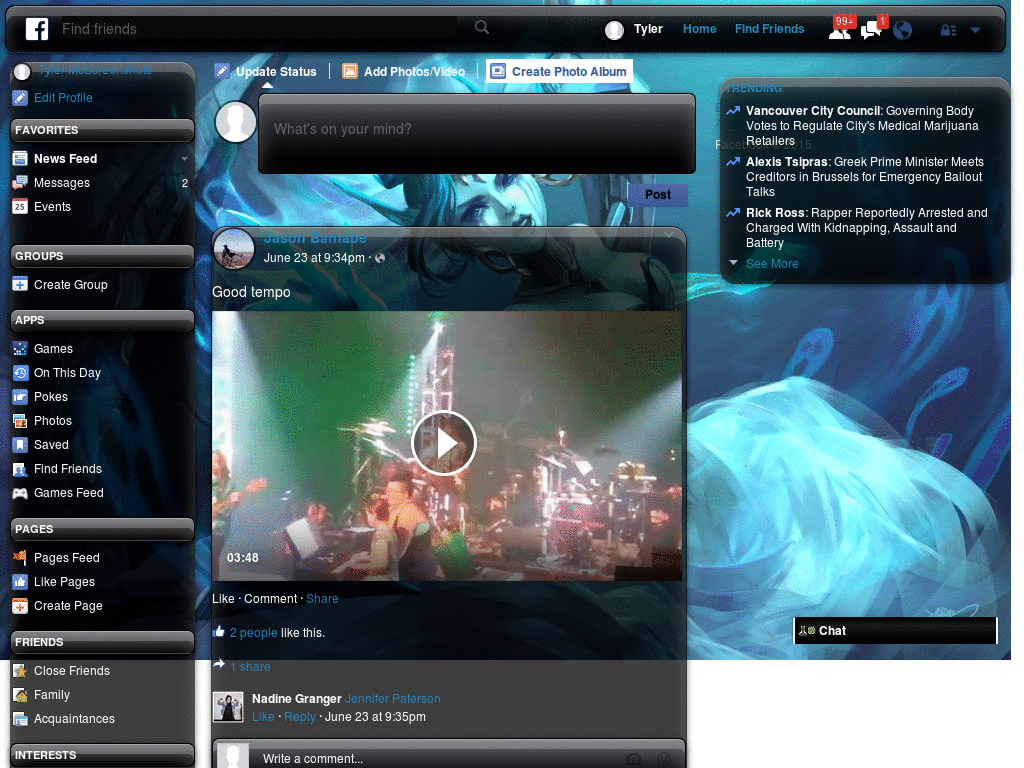 Find friends
Tyler
Home
Find Friends
99+
1
Tyler McScreenshots
Edit Profile
FAVORITES
News Feed
Messages 2
25 Events
GROUPS
Create Group
APPS
Games
On This Day
Pokes
Photos
Saved
Find Friends
Games Feed
PAGES
Pages Feed
Like Pages
Create Page
FRIENDS
Close Friends
Family
Acquaintances
INTERESTS
Update Status
Add Photos/Video
Create Photo Album
What's on your mind?
Post
Jason Barnabe
June 23 at 9:34pm ·
Good tempo
03:48
Like · Comment · Share
2 people like this.
1 share
Nadine Granger Jennifer Paterson
Like · Reply · June 23 at 9:35pm
Write a comment...
TRENDING
Vancouver City Council: Governing Body
Votes to Regulate City's Medical Marijuana
Retailers
Alexis Tsipras: Greek Prime Minister Meets
Creditors in Brussels for Emergency Bailout
Talks
Rick Ross: Rapper Reportedly Arrested and
Charged With Kidnapping, Assault and
Battery
See More
Facebook © 2015
Chat